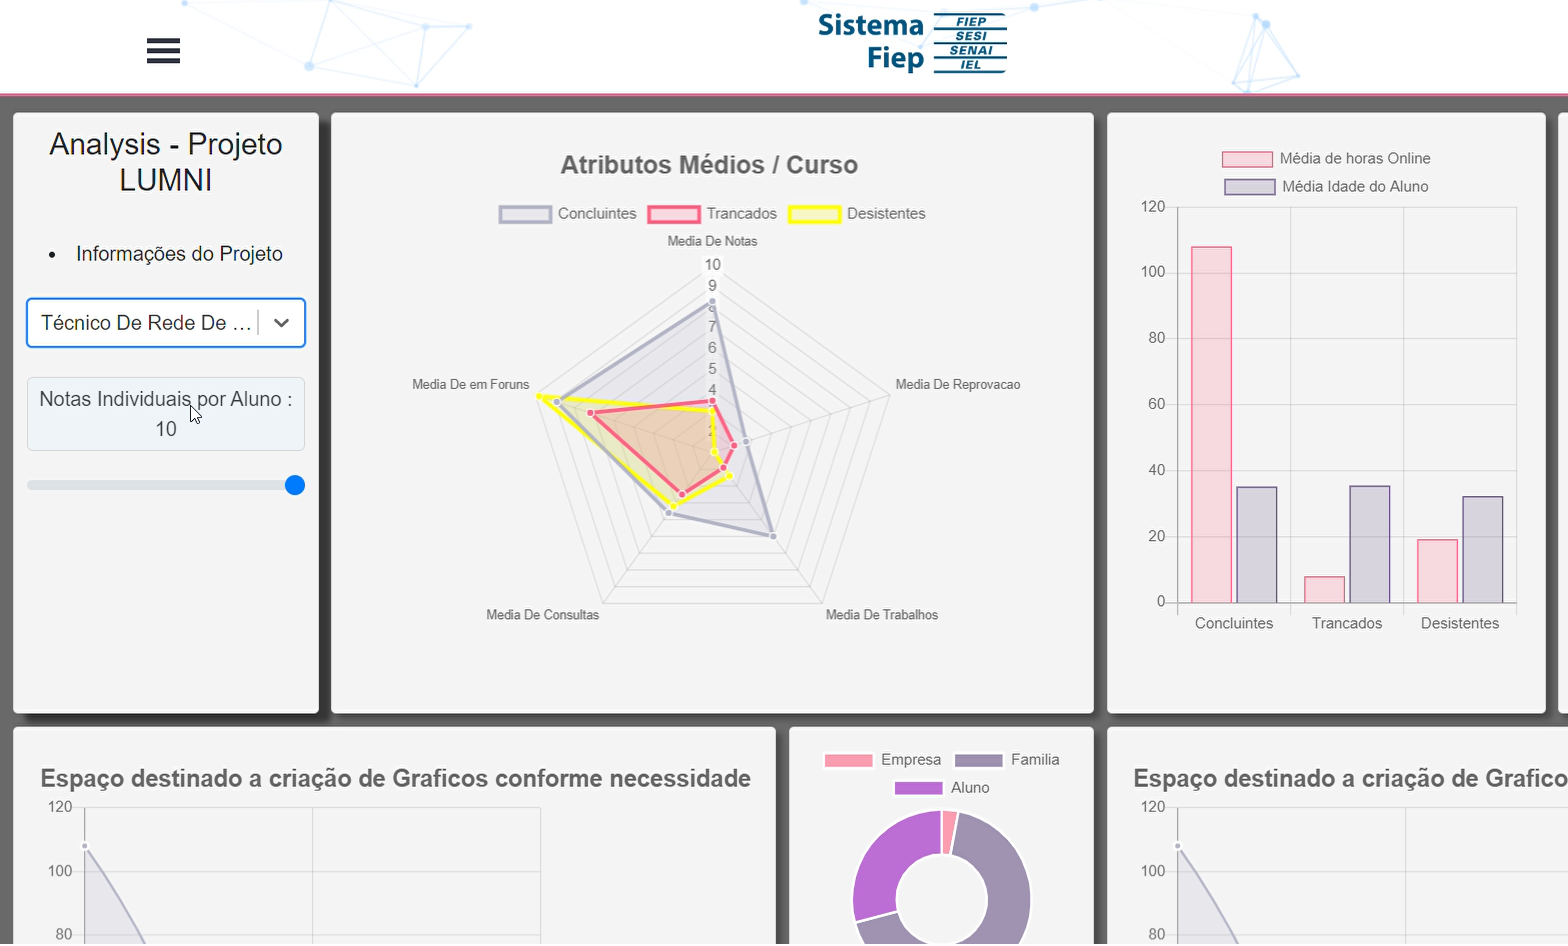 Sistema
Fiep
FIEP
SESI
SENAI
IEL
Analysis - Projeto
LUMNI
Informações do Projeto
Técnico De Rede De ...
Notas Individuais por Aluno :
10
Atributos Médios / Curso
Concluintes Trancados Desistentes
Media De Notas
10
9
8
7
6
5
4
3
2
Media De em Foruns
Media De Reprovacao
Media De Consultas
Media De Trabalhos
Média de horas Online
Média Idade do Aluno
120
100
80
60
40
20
0
Concluintes Trancados Desistentes
Espaço destinado a criação de Graficos conforme necessidade
120
100
80
Empresa Familia
Aluno
Espaço destinado a criação de Grafico
120
100
80